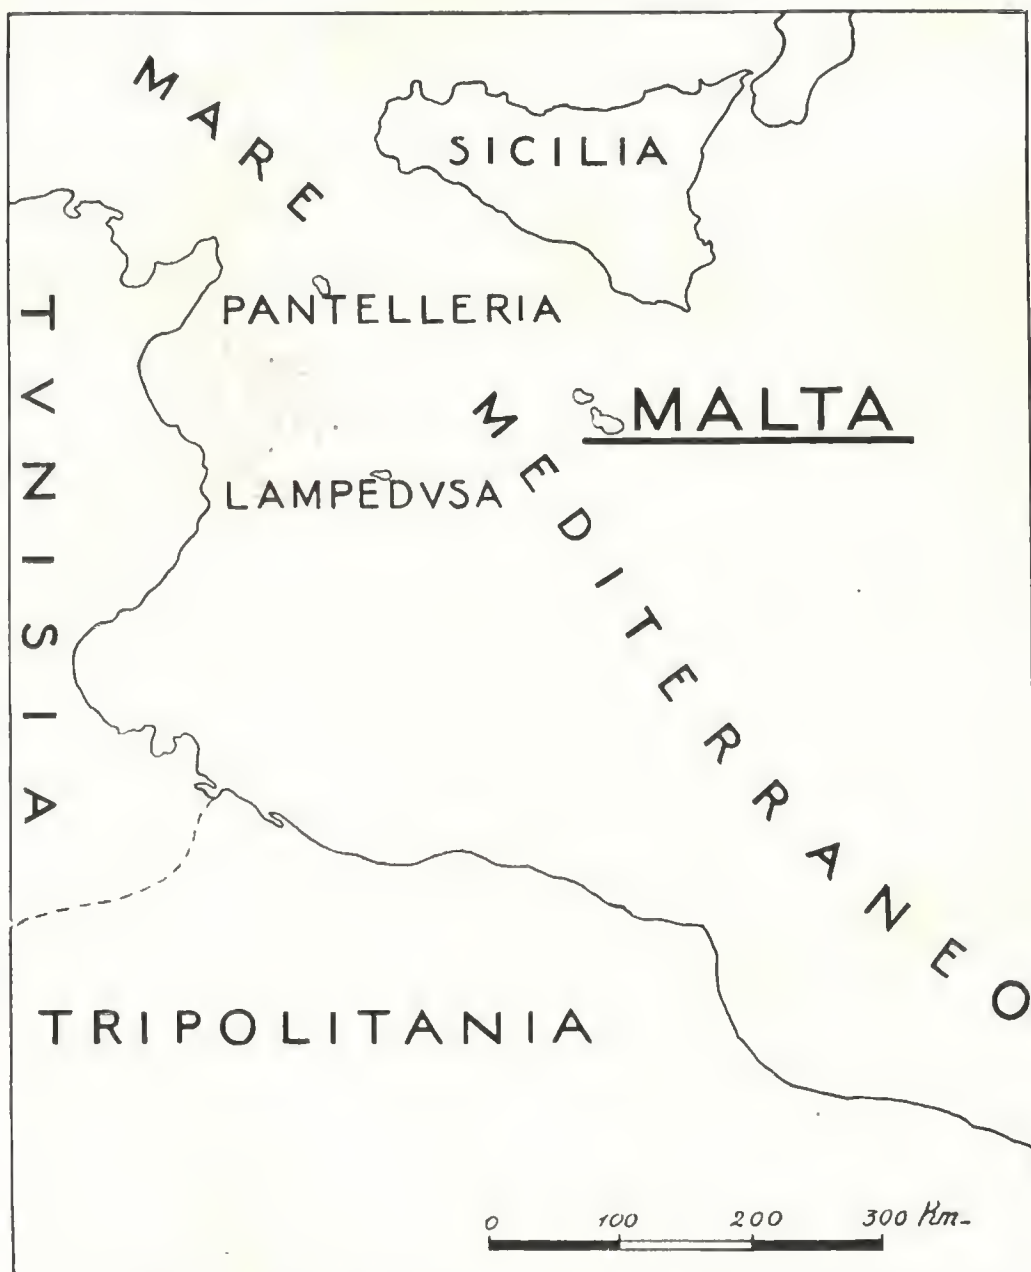 MARE
SICILIA
TVNISIA
PANTELLERIA
MALTA
MEDITERRANEO
LAMPEDVSA
TRIPOLITANIA
0 100 200 300 Km-